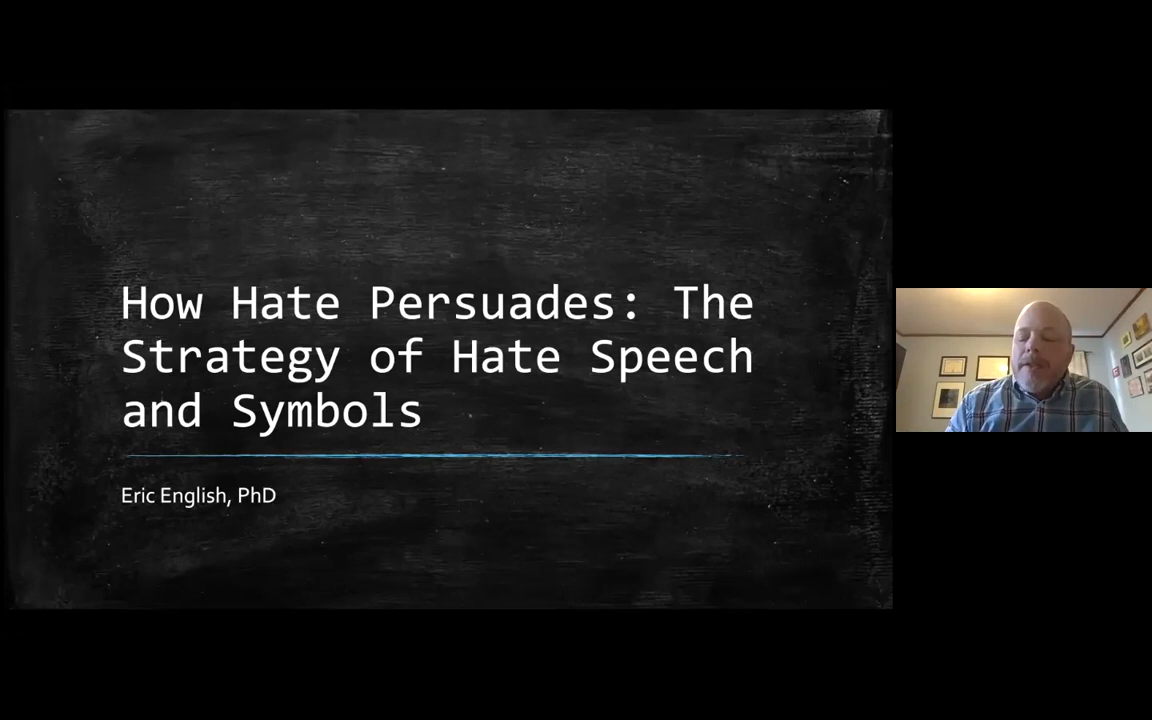 How Hate Persuades: The
Strategy of Hate Speech
and Symbols
Eric English, PhD